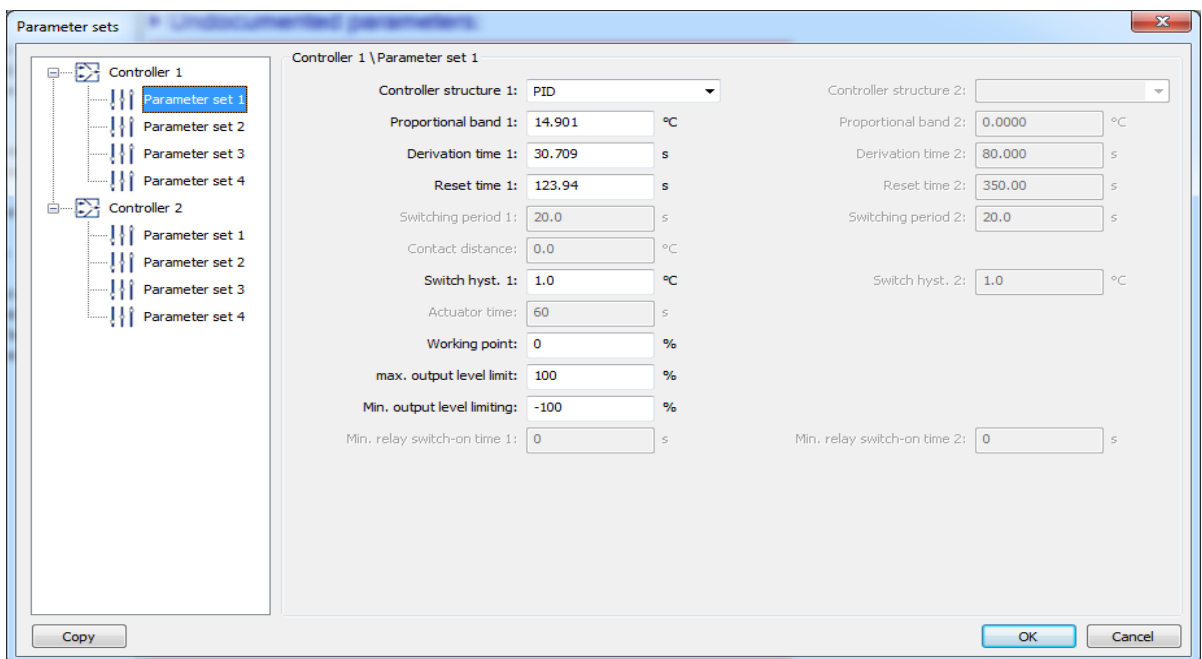 Undocumented parameters:
Parameter sets
Controller 1
Parameter set 1
Parameter set 2
Parameter set 3
Parameter set 4
Controller 2
Parameter set 1
Parameter set 2
Parameter set 3
Parameter set 4
Controller 1 \ Parameter set 1
Controller structure 1: PID Controller structure 2:
Proportional band 1: 14.901 °C Proportional band 2: 0.0000 °C
Derivation time 1: 30.709 s Derivation time 2: 80.000 s
Reset time 1: 123.94 s Reset time 2: 350.00 s
Switching period 1: 20.0 s Switching period 2: 20.0 s
Contact distance: 0.0 °C
Switch hyst. 1: 1.0 °C Switch hyst. 2: 1.0 °C
Actuator time: 60 s
Working point: 0 %
max. output level limit: 100 %
Min. output level limiting: -100 %
Min. relay switch-on time 1: 0 s Min. relay switch-on time 2: 0 s
Copy OK Cancel